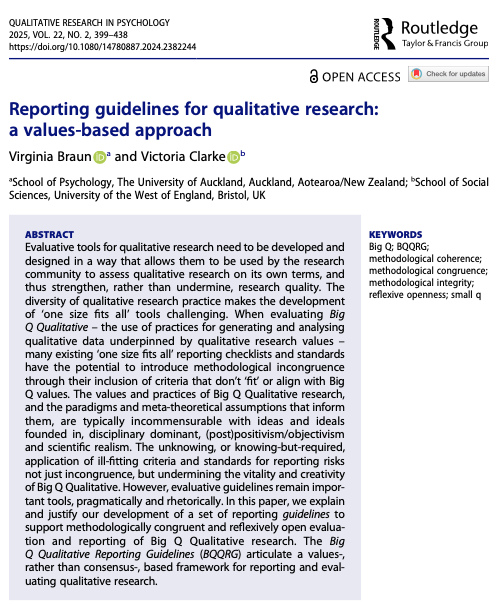 QUALITATIVE RESEARCH IN PSYCHOLOGY
2025, VOL. 22, NO. 2, 399–438
https://doi.org/10.1080/14780887.2024.2382244
ROUTLEDGE
Routledge
Taylor & Francis Group
OPEN ACCESS
Check for updates
Reporting guidelines for qualitative research:
a values-based approach
Virginia Braun iD a and Victoria Clarke iD b
aSchool of Psychology, The University of Auckland, Auckland, Aotearoa/New Zealand; bSchool of Social
Sciences, University of the West of England, Bristol, UK
ABSTRACT
Evaluative tools for qualitative research need to be developed and
designed in a way that allows them to be used by the research
community to assess qualitative research on its own terms, and
thus strengthen, rather than undermine, research quality. The
diversity of qualitative research practice makes the development
of ‘one size fits all’ tools challenging. When evaluating Big
Q Qualitative – the use of practices for generating and analysing
qualitative data underpinned by qualitative research values –
many existing ‘one size fits all’ reporting checklists and standards
have the potential to introduce methodological incongruence
through their inclusion of criteria that don’t ‘fit’ or align with Big
Q values. The values and practices of Big Q Qualitative research,
and the paradigms and meta-theoretical assumptions that inform
them, are typically incommensurable with ideas and ideals
founded in, disciplinary dominant, (post)positivism/objectivism
and scientific realism. The unknowing, or knowing-but-required,
application of ill-fitting criteria and standards for reporting risks
not just incongruence, but undermining the vitality and creativity
of Big Q Qualitative. However, evaluative guidelines remain impor-
tant tools, pragmatically and rhetorically. In this paper, we explain
and justify our development of a set of reporting guidelines to
support methodologically congruent and reflexively open evalua-
tion and reporting of Big Q Qualitative research. The Big
Q Qualitative Reporting Guidelines (BQQRG) articulate a values-,
rather than consensus-, based framework for reporting and eval-
uating qualitative research.
KEYWORDS
Big Q; BQQRG;
methodological coherence;
methodological congruence;
methodological integrity;
reflexive openness; small q